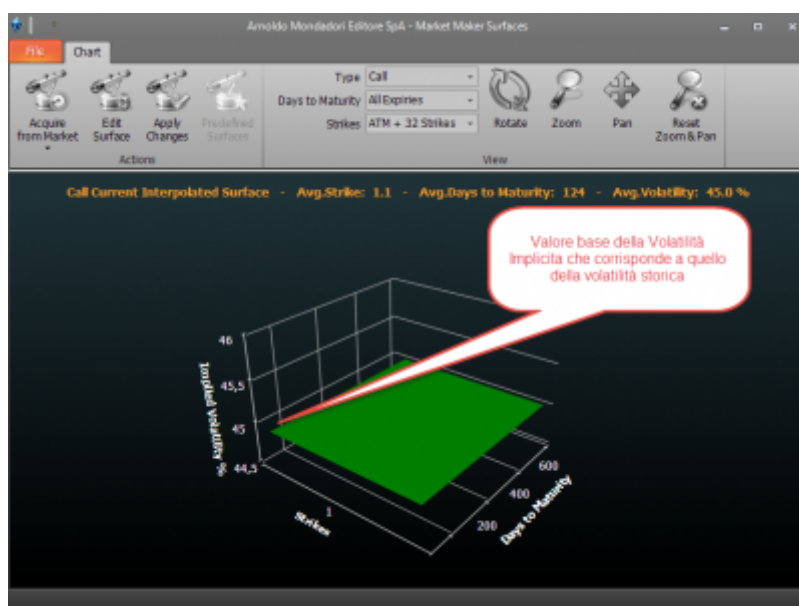 Arnoldo Mondadori Editore SpA - Market Maker Surfaces
File
Chart
Acquire
from Market
Edit
Surface
Apply
Changes
Predefined
Surfaces
Actions
Type Call
Days to Maturity All Expiries
Strikes ATM + 32 Strikes
Rotate
Zoom
Pan
Reset
Zoom & Pan
View
Call Current Interpolated Surface - Avg.Strike: 1.1 - Avg.Days to Maturity: 124 - Avg.Volatility: 45.0 %
Valore base della Volatilità
Implicita che corrisponde a quello
della volatilità storica
46
45,5
45
44,5
Implied Volatility %
1
Strikes
200
400
600
Days to Maturity